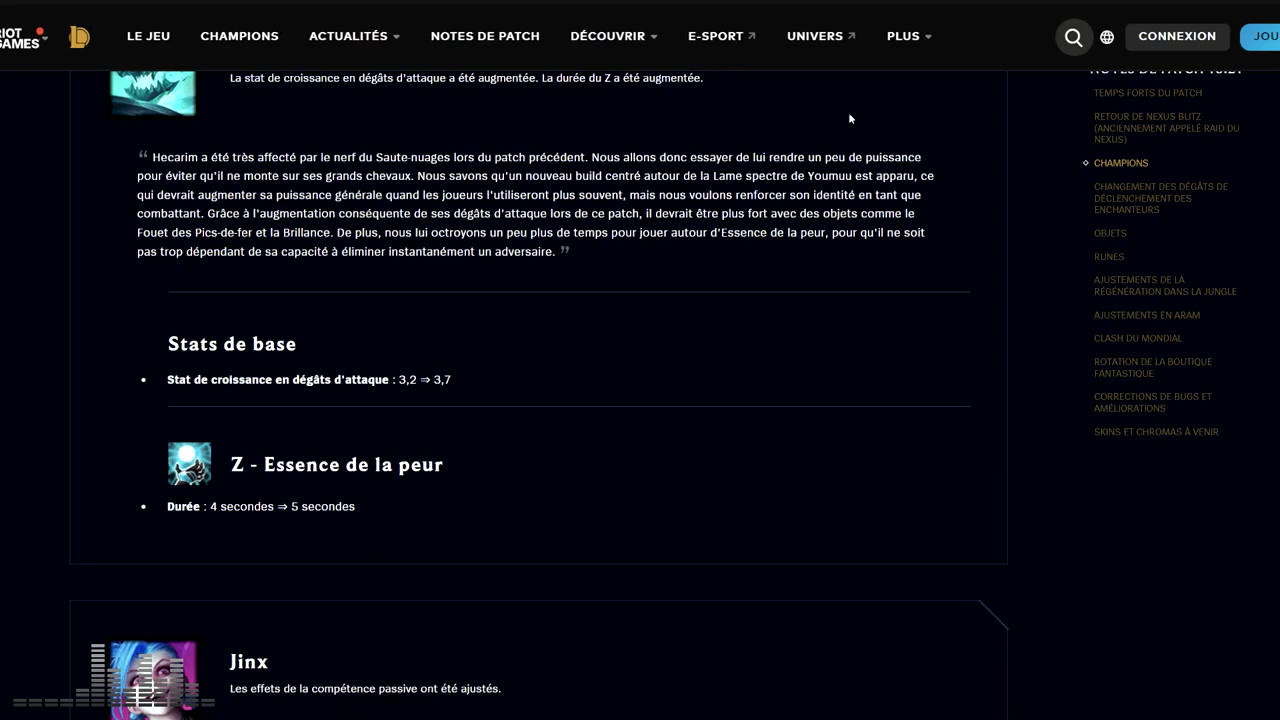 RIOT GAMES
LE JEU CHAMPIONS ACTUALITÉS NOTES DE PATCH DÉCOUVRIR E-SPORT UNIVERS PLUS CONNEXION JOU
La stat de croissance en dégâts d'attaque a été augmentée. La durée du Z a été augmentée.
“ Hecarim a été très affecté par le nerf du Saute-nuages lors du patch précédent. Nous allons donc essayer de lui rendre un peu de puissance
pour éviter qu'il ne monte sur ses grands chevaux. Nous savons qu'un nouveau build centré autour de la Lame spectre de Youmuu est apparu, ce
qui devrait augmenter sa puissance générale quand les joueurs l'utiliseront plus souvent, mais nous voulons renforcer son identité en tant que
combattant. Grâce à l'augmentation conséquente de ses dégâts d'attaque lors de ce patch, il devrait être plus fort avec des objets comme le
Fouet des Pics-de-fer et la Brillance. De plus, nous lui octroyons un peu plus de temps pour jouer autour d'Essence de la peur, pour qu'il ne soit
pas trop dépendant de sa capacité à éliminer instantanément un adversaire. ”
Stats de base
• Stat de croissance en dégâts d'attaque : 3,2 ⇒ 3,7
Z - Essence de la peur
• Durée : 4 secondes ⇒ 5 secondes
Jinx
Les effets de la compétence passive ont été ajustés.
TEMPS FORTS DU PATCH
RETOUR DE NEXUS BLITZ
(ANCIENNEMENT APPELÉ RAID DU
NEXUS)
CHAMPIONS
CHANGEMENT DES DÉGÂTS DE
DÉCLENCHEMENT DES
ENCHANTEURS
OBJETS
RUNES
AJUSTEMENTS DE LA
RÉGÉNÉRATION DANS LA JUNGLE
AJUSTEMENTS EN ARAM
CLASH DU MONDIAL
ROTATION DE LA BOUTIQUE
FANTASTIQUE
CORRECTIONS DE BUGS ET
AMÉLIORATIONS
SKINS ET CHROMAS À VENIR